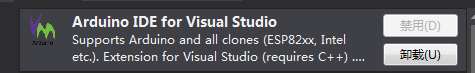 Arduino IDE for Visual Studio
Supports Arduino and all clones (ESP82xx, Intel
etc.). Extension for Visual Studio (requires C++) ....
禁用(D)
卸载(U)
Arduino